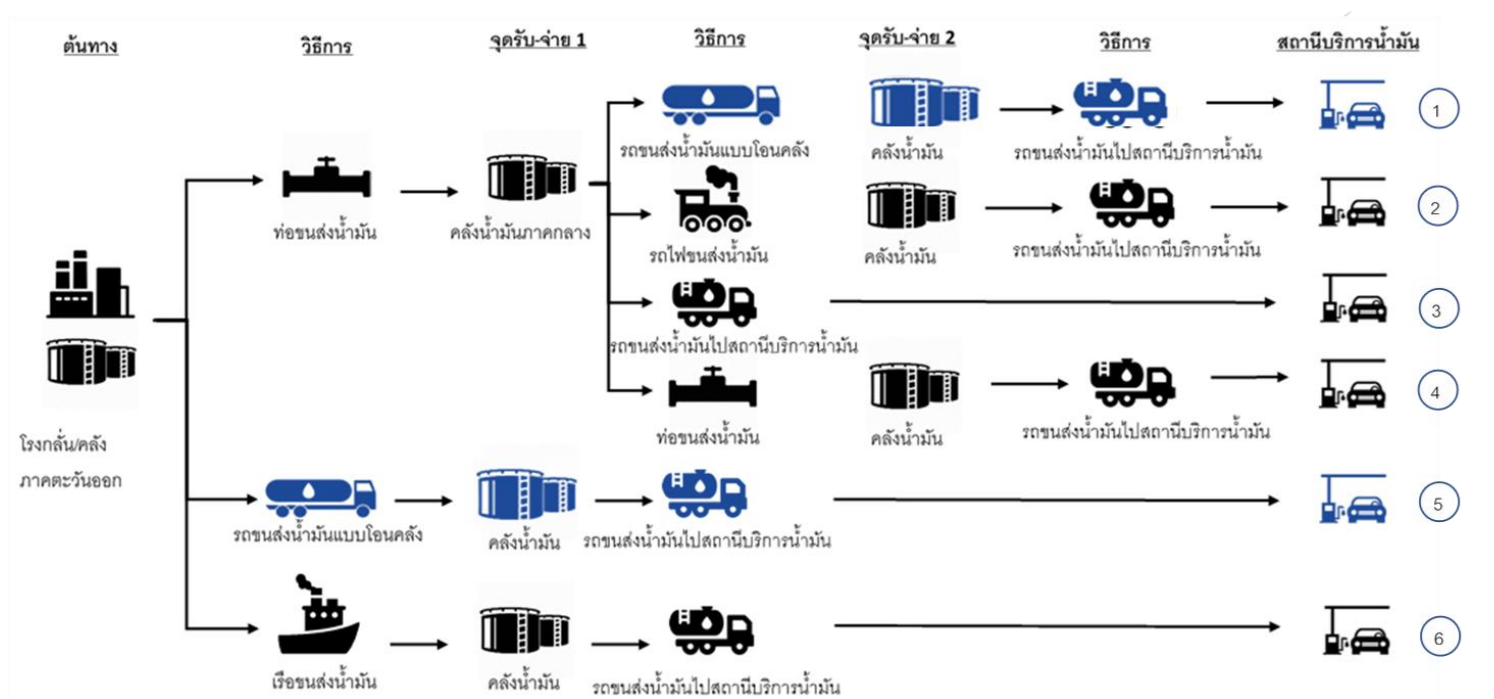 ต้นทาง
วิธีการ
จุดรับ-จ่าย 1
วิธีการ
จุดรับ-จ่าย 2
วิธีการ
สถานีบริการน้ำมัน
รถขนส่งน้ำมันแบบโอนคลัง
คลังน้ำมัน
รถขนส่งน้ำมันไปสถานีบริการน้ำมัน
1
ท่อขนส่งน้ำมัน
คลังน้ำมันภาคกลาง
รถไฟขนส่งน้ำมัน
คลังน้ำมัน
รถขนส่งน้ำมันไปสถานีบริการน้ำมัน
2
รถขนส่งน้ำมันไปสถานีบริการน้ำมัน
3
ท่อขนส่งน้ำมัน
คลังน้ำมัน
รถขนส่งน้ำมันไปสถานีบริการน้ำมัน
4
โรงกลั่น/คลัง
ภาคตะวันออก
รถขนส่งน้ำมันแบบโอนคลัง
คลังน้ำมัน
รถขนส่งน้ำมันไปสถานีบริการน้ำมัน
5
เรือขนส่งน้ำมัน
คลังน้ำมัน
รถขนส่งน้ำมันไปสถานีบริการน้ำมัน
6